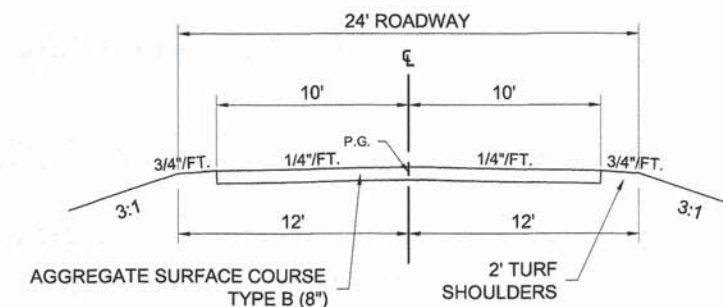 24' ROADWAY
℄
10' 10'
P.G.
3/4"/FT. 1/4"/FT. 1/4"/FT. 3/4"/FT.
3:1 3:1
12' 12'
AGGREGATE SURFACE COURSE
TYPE B (8")
2' TURF
SHOULDERS